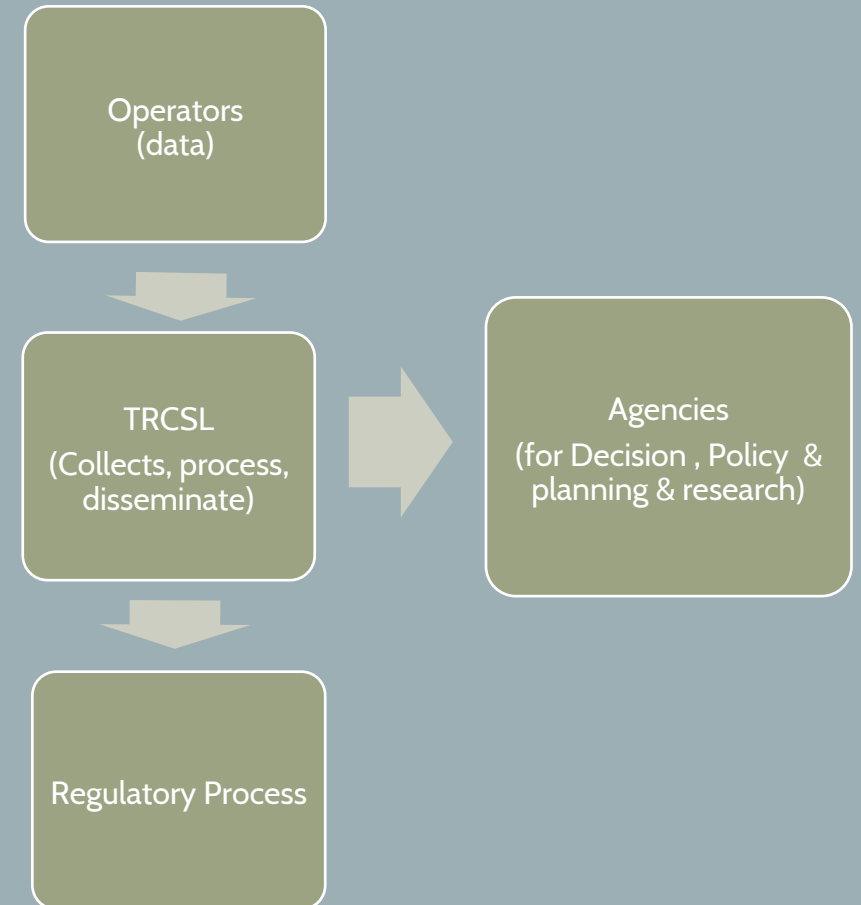 Operators
(data)
TRCSL
(Collects, process,
disseminate)
Agencies
(for Decision , Policy &
planning & research)
Regulatory Process